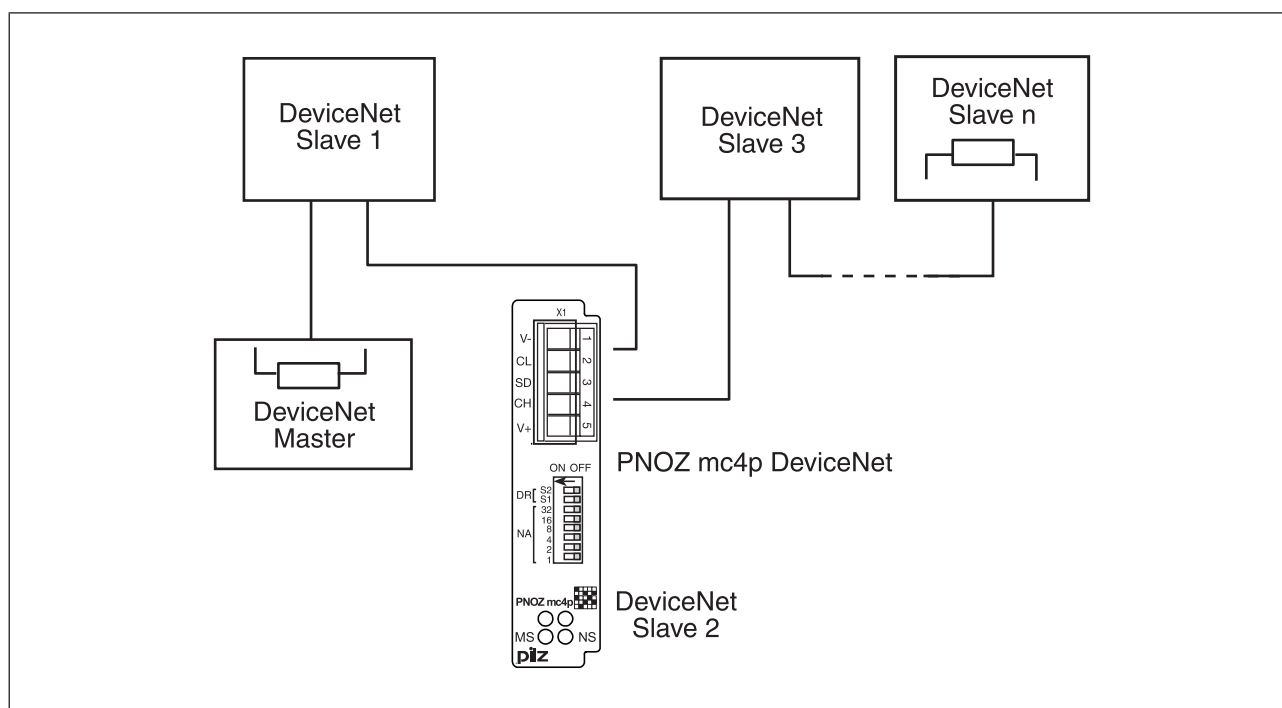 DeviceNet
Slave 1
DeviceNet
Slave 3
DeviceNet
Slave n
DeviceNet
Master
X1
V-
1
CL
2
SD
3
CH
4
V+
5
PNOZ mc4p DeviceNet
ON OFF
DR
S2
S1
NA
32
16
8
4
2
1
PNOZ mc4p
MS
NS
pilz
DeviceNet
Slave 2